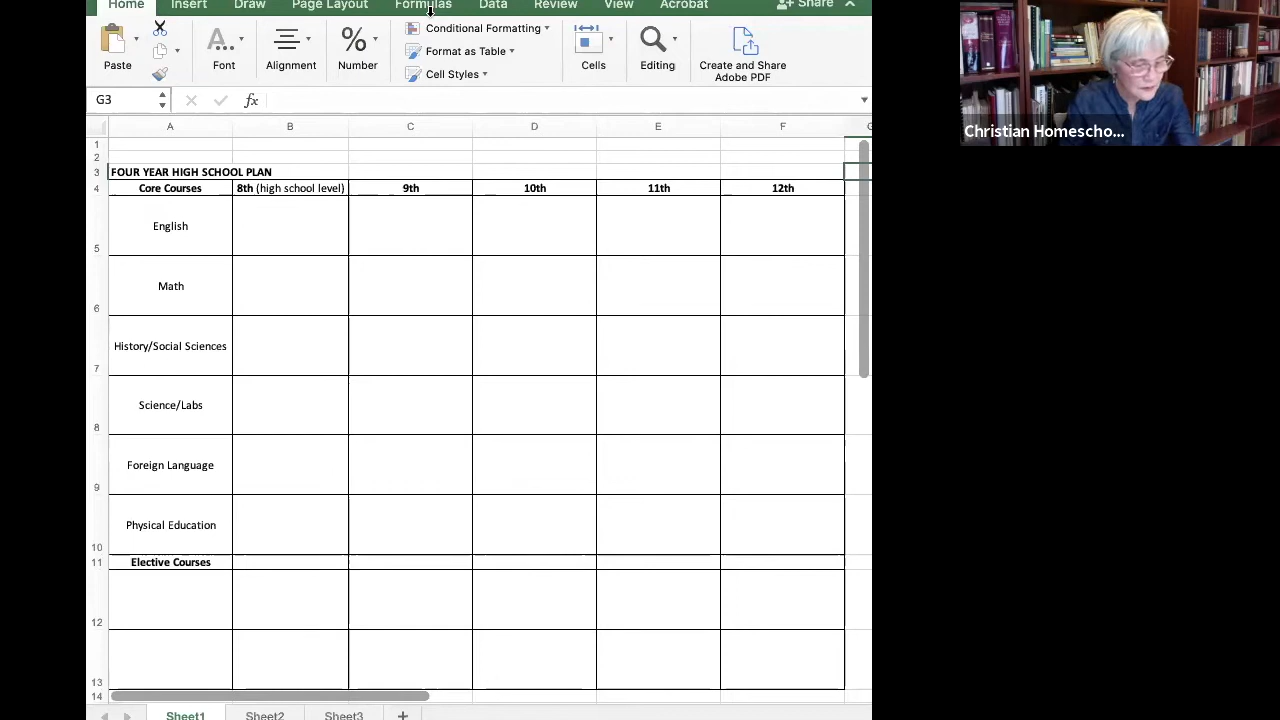 Home Insert Draw Page Layout Formulas Data Review View Acrobat Share
Paste Font Alignment % Number Conditional Formatting
Format as Table
Cell Styles
Cells Editing Create and Share
Adobe PDF
G3 fx
A B C D E F G
1
2
3 FOUR YEAR HIGH SCHOOL PLAN
4 Core Courses 8th (high school level) 9th 10th 11th 12th
5 English
6 Math
7 History/Social Sciences
8 Science/Labs
9 Foreign Language
10 Physical Education
11 Elective Courses
12
13
14
Sheet1 Sheet2 Sheet3 +
Christian Homescho...